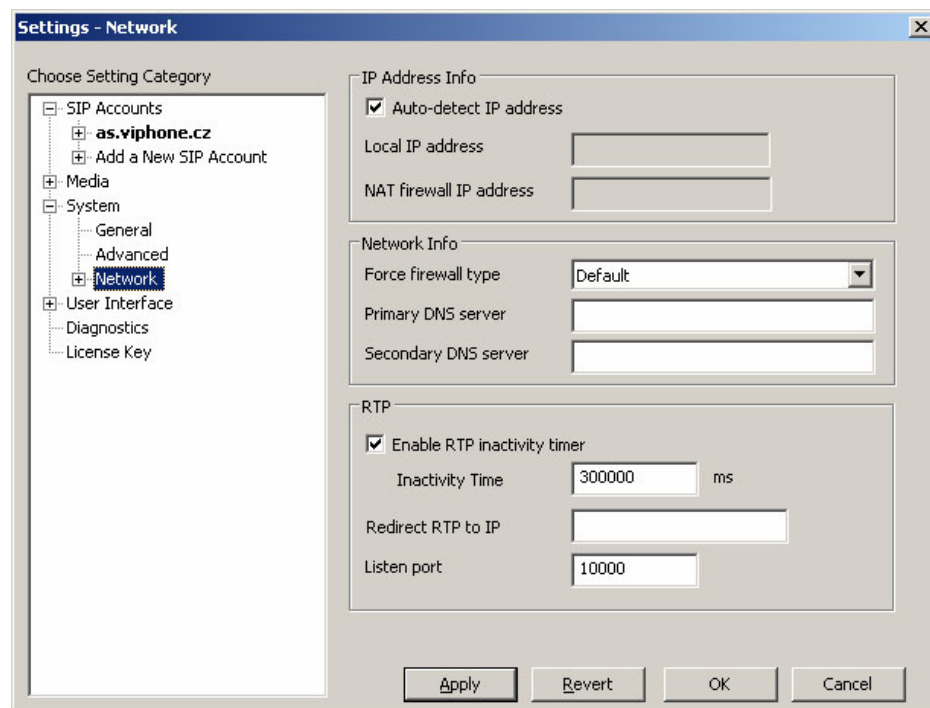 Settings - Network
Choose Setting Category
SIP Accounts
as.viphone.cz
Add a New SIP Account
Media
System
General
Advanced
Network
User Interface
Diagnostics
License Key
IP Address Info
Auto-detect IP address
Local IP address
NAT firewall IP address
Network Info
Force firewall type Default
Primary DNS server
Secondary DNS server
RTP
Enable RTP inactivity timer
Inactivity Time 300000 ms
Redirect RTP to IP
Listen port 10000
Apply Revert OK Cancel